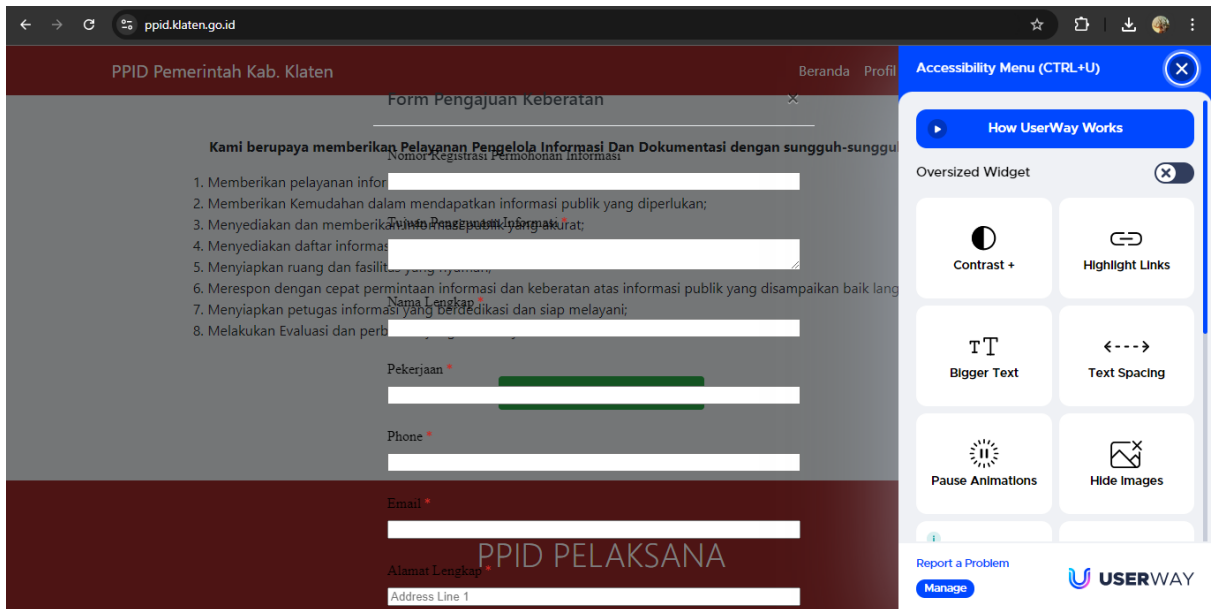 ppid.klaten.go.id
PPID Pemerintah Kab. Klaten
Beranda Profil
Form Pengajuan Keberatan
×
Kami berupaya memberikan Pelayanan Pengelola Informasi Dan Dokumentasi dengan sungguh-sunggu
Nomor Registrasi Permohonan Informasi
1. Memberikan pelayanan infor
2. Memberikan Kemudahan dalam mendapatkan informasi publik yang diperlukan;
3. Menyediakan dan memberikan informasi publik yang akurat;
Tujuan Penggunaan Informasi *
4. Menyediakan daftar informas
5. Menyiapkan ruang dan fasilitas yang nyaman;
6. Merespon dengan cepat permintaan informasi dan keberatan atas informasi publik yang disampaikan baik lang
Nama Lengkap *
7. Menyiapkan petugas informasi yang berdedikasi dan siap melayani;
8. Melakukan Evaluasi dan perb
Pekerjaan *
Phone *
Email *
PPID PELAKSANA
Alamat Lengkap *
Address Line 1
Accessibility Menu (CTRL+U)
How UserWay Works
Oversized Widget
Contrast +
Highlight Links
Bigger Text
Text Spacing
Pause Animations
Hide Images
Report a Problem
Manage
USERWAY